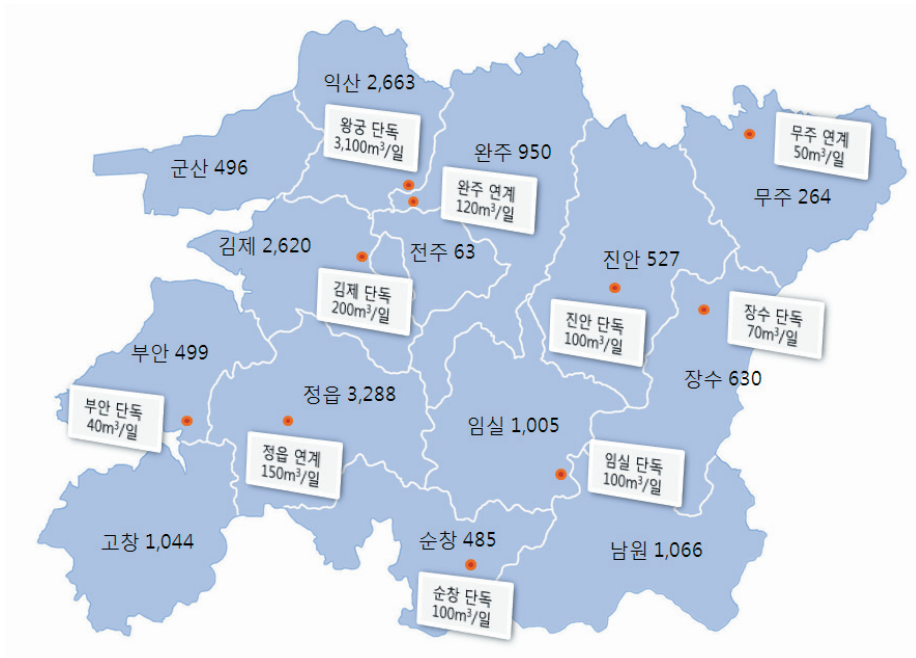 익산 2,663
왕궁 단독
3,100m³/일
완주 950
무주 연계
50m³/일
군산 496
완주 연계
120m³/일
무주 264
김제 2,620
전주 63
진안 527
김제 단독
200m³/일
진안 단독
100m³/일
장수 단독
70m³/일
부안 499
장수 630
정읍 3,288
부안 단독
40m³/일
임실 1,005
정읍 연계
150m³/일
임실 단독
100m³/일
고창 1,044
순창 485
남원 1,066
순창 단독
100m³/일